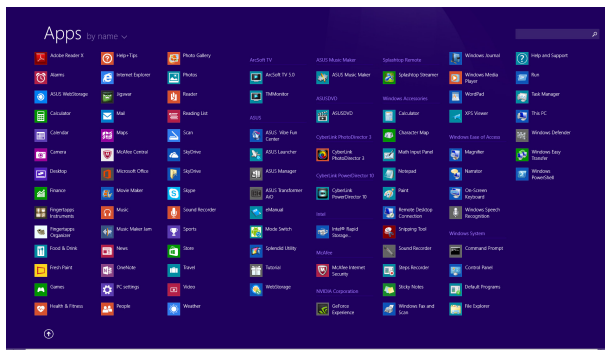 Apps by name
Adobe Reader X
Alarms
ASUS WebStorage
Calculator
Calendar
Camera
Desktop
Finance
Fingertapps
Instruments
Fingertapps
Organizer
Food & Drink
Fresh Paint
Games
Health & Fitness
Help+Tips
Internet Explorer
Jigswar
Mail
Maps
McAfee Central
Microsoft Office
Movie Maker
Music
Music Maker Jam
News
OneNote
PC settings
People
Photo Gallery
Photos
Reader
Reading List
Scan
SkyDrive
SkyDrive
Skype
Sound Recorder
Sports
Store
Travel
Video
Weather
ArcSoft TV
ArcSoft TV 5.0
TMMonitor
ASUS
ASUS Vibe Fun
Center
ASUS Launcher
ASUS Manager
ASUS Transformer
AiO
eManual
Mode Switch
Splendid Utility
Tutorial
WebStorage
ASUS Music Maker
ASUS Music Maker
ASUSDVD
ASUSDVD
CyberLink PhotoDirector 3
CyberLink
PhotoDirector 3
CyberLink PowerDirector 10
CyberLink
PowerDirector 10
Intel
Intel® Rapid
Storage...
McAfee
McAfee Internet
Security
NVIDIA Corporation
GeForce
Experience
Splashtop Remote
Splashtop Streamer
Windows Accessories
Calculator
Character Map
Math Input Panel
Notepad
Paint
Remote Desktop
Connection
Snipping Tool
Sound Recorder
Steps Recorder
Sticky Notes
Windows Fax and
Scan
Windows Journal
Windows Media
Player
WordPad
XPS Viewer
Windows Ease of Access
Magnifier
Narrator
On-Screen
Keyboard
Windows Speech
Recognition
Windows System
Command Prompt
Control Panel
Default Programs
File Explorer
Help and Support
Run
Task Manager
This PC
Windows Defender
Windows Easy
Transfer
Windows
PowerShell